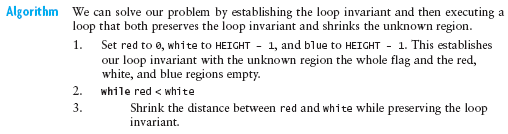 Algorithm We can solve our problem by establishing the loop invariant and then executing a
loop that both preserves the loop invariant and shrinks the unknown region.
1. Set red to 0, white to HEIGHT – 1, and blue to HEIGHT – 1. This establishes
our loop invariant with the unknown region the whole flag and the red,
white, and blue regions empty.
2. while red < white
3. Shrink the distance between red and white while preserving the loop
invariant.